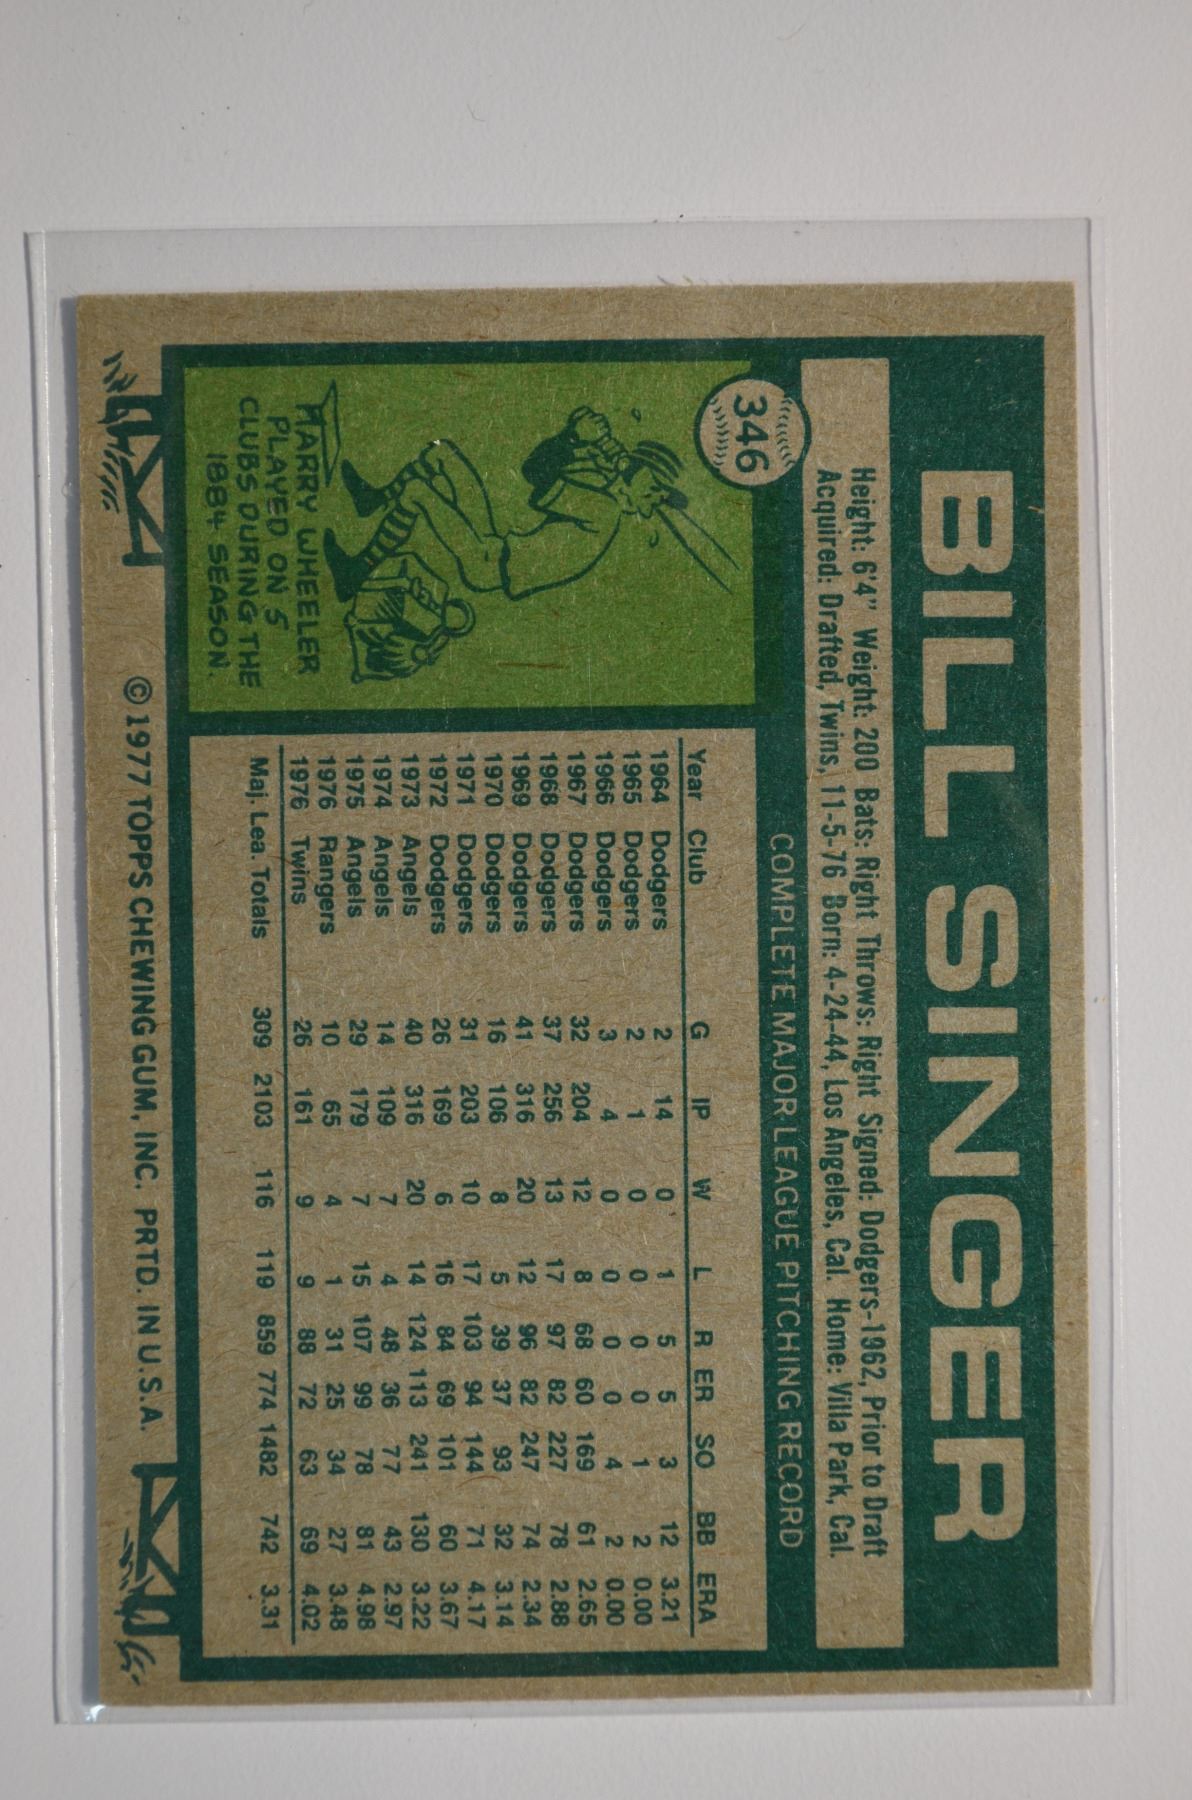 BILL SINGER
346
Height: 6'4" Weight: 200 Bats: Right Throws: Right Signed: Dodgers-1962, Prior to Draft
Acquired: Drafted, Twins, 11-5-76 Born: 4-24-44, Los Angeles, Cal. Home: Villa Park, Cal.
COMPLETE MAJOR LEAGUE PITCHING RECORD
Year Club G IP W L R ER SO BB ERA
1964 Dodgers 2 14 0 1 5 5 3 12 3.21
1965 Dodgers 2 1 0 0 0 0 1 2 0.00
1966 Dodgers 3 4 0 0 0 0 4 2 0.00
1967 Dodgers 32 204 12 8 68 60 169 61 2.65
1968 Dodgers 37 256 13 17 97 82 227 78 2.88
1969 Dodgers 41 316 20 12 96 82 247 74 2.34
1970 Dodgers 16 106 8 5 39 37 93 32 3.14
1971 Dodgers 31 203 10 17 103 94 144 71 4.17
1972 Dodgers 26 169 6 16 84 69 101 60 3.67
1973 Angels 40 316 20 14 124 113 241 130 3.22
1974 Angels 14 109 7 4 48 36 77 43 2.97
1975 Angels 29 179 7 15 107 99 78 81 4.98
1976 Rangers 10 65 4 1 31 25 34 27 3.48
1976 Twins 26 161 9 9 88 72 63 69 4.02
Maj. Lea. Totals 309 2103 116 119 859 774 1482 742 3.31
HARRY WHEELER
PLAYED ON 5
CLUBS DURING THE
1884 SEASON.
© 1977 TOPPS CHEWING GUM, INC. PRTD. IN U.S.A.